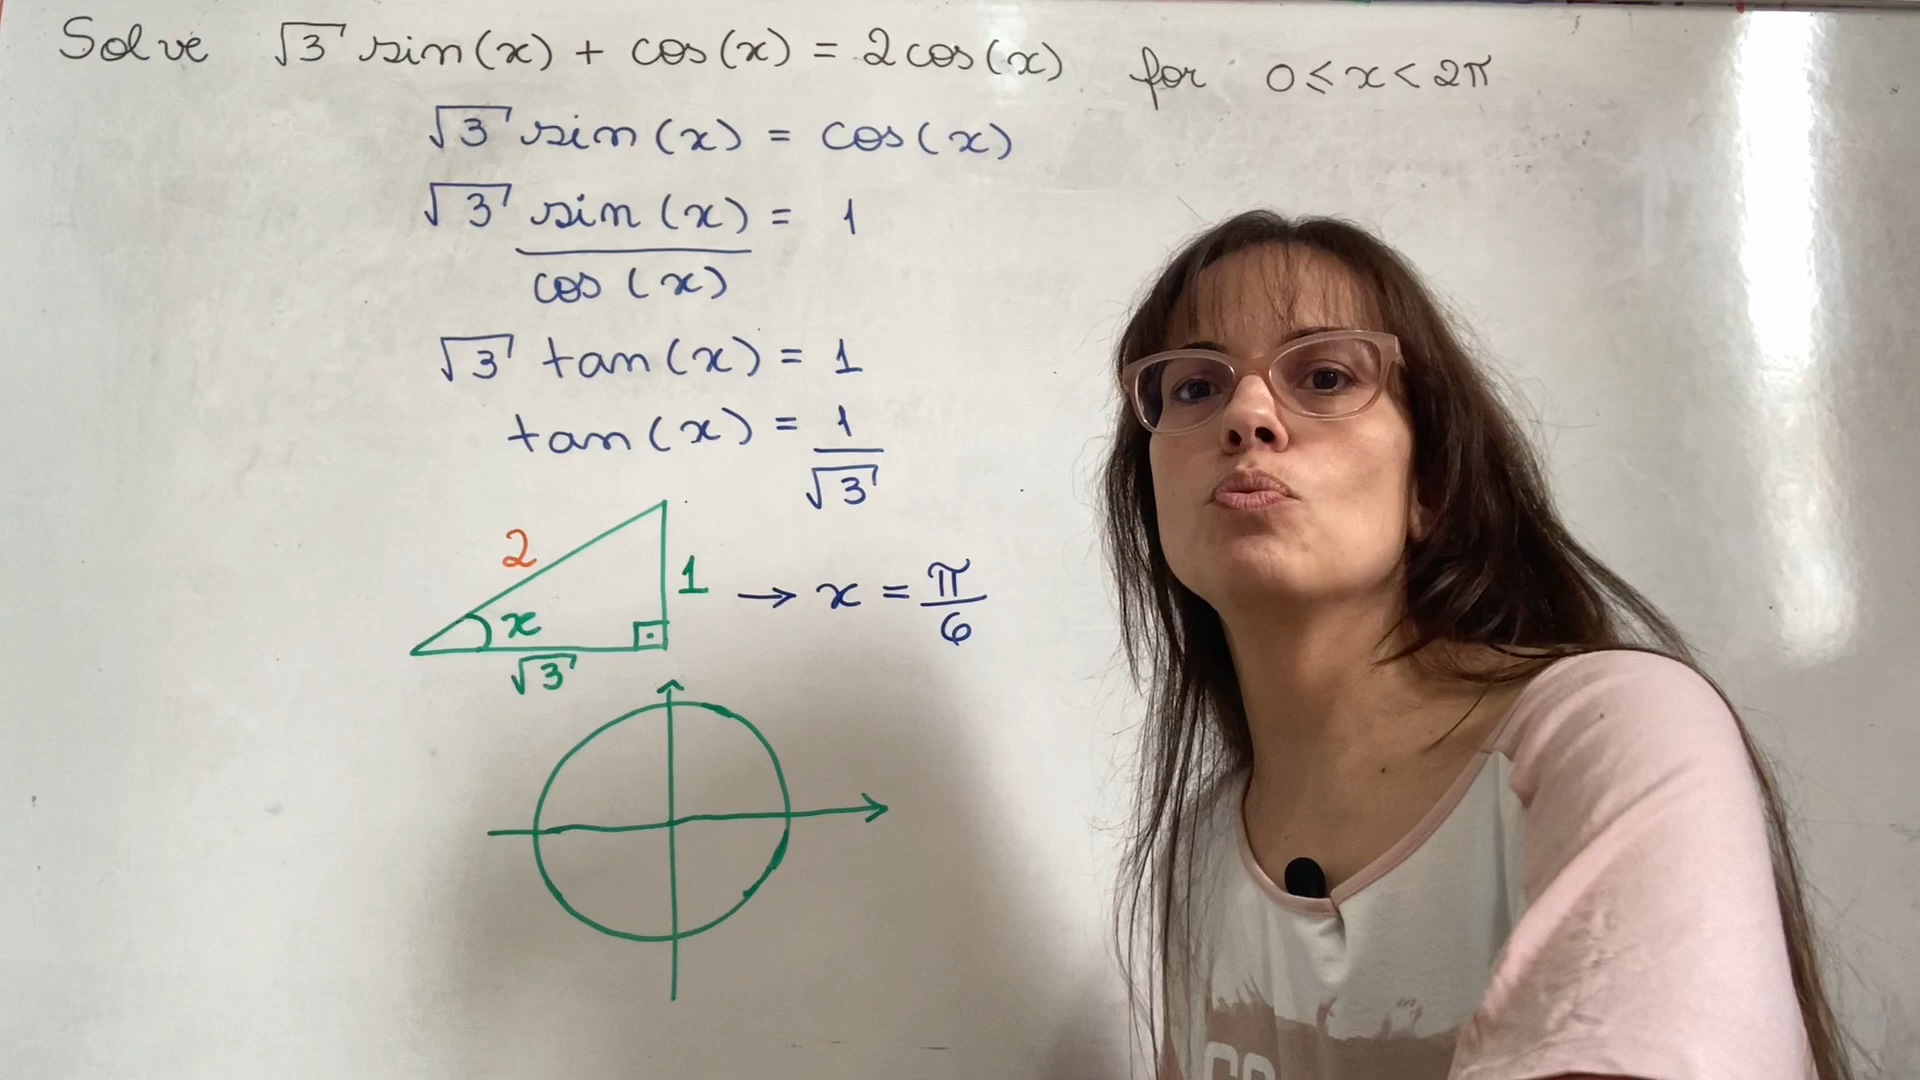 Solve √3 sin(x) + cos(x) = 2cos(x) for 0 ≤ x < 2π
√3 sin(x) = cos(x)
√3 sin(x)/cos(x) = 1
√3 tan(x) = 1
tan(x) = 1/√3
2
1 → x = π/6
x
√3